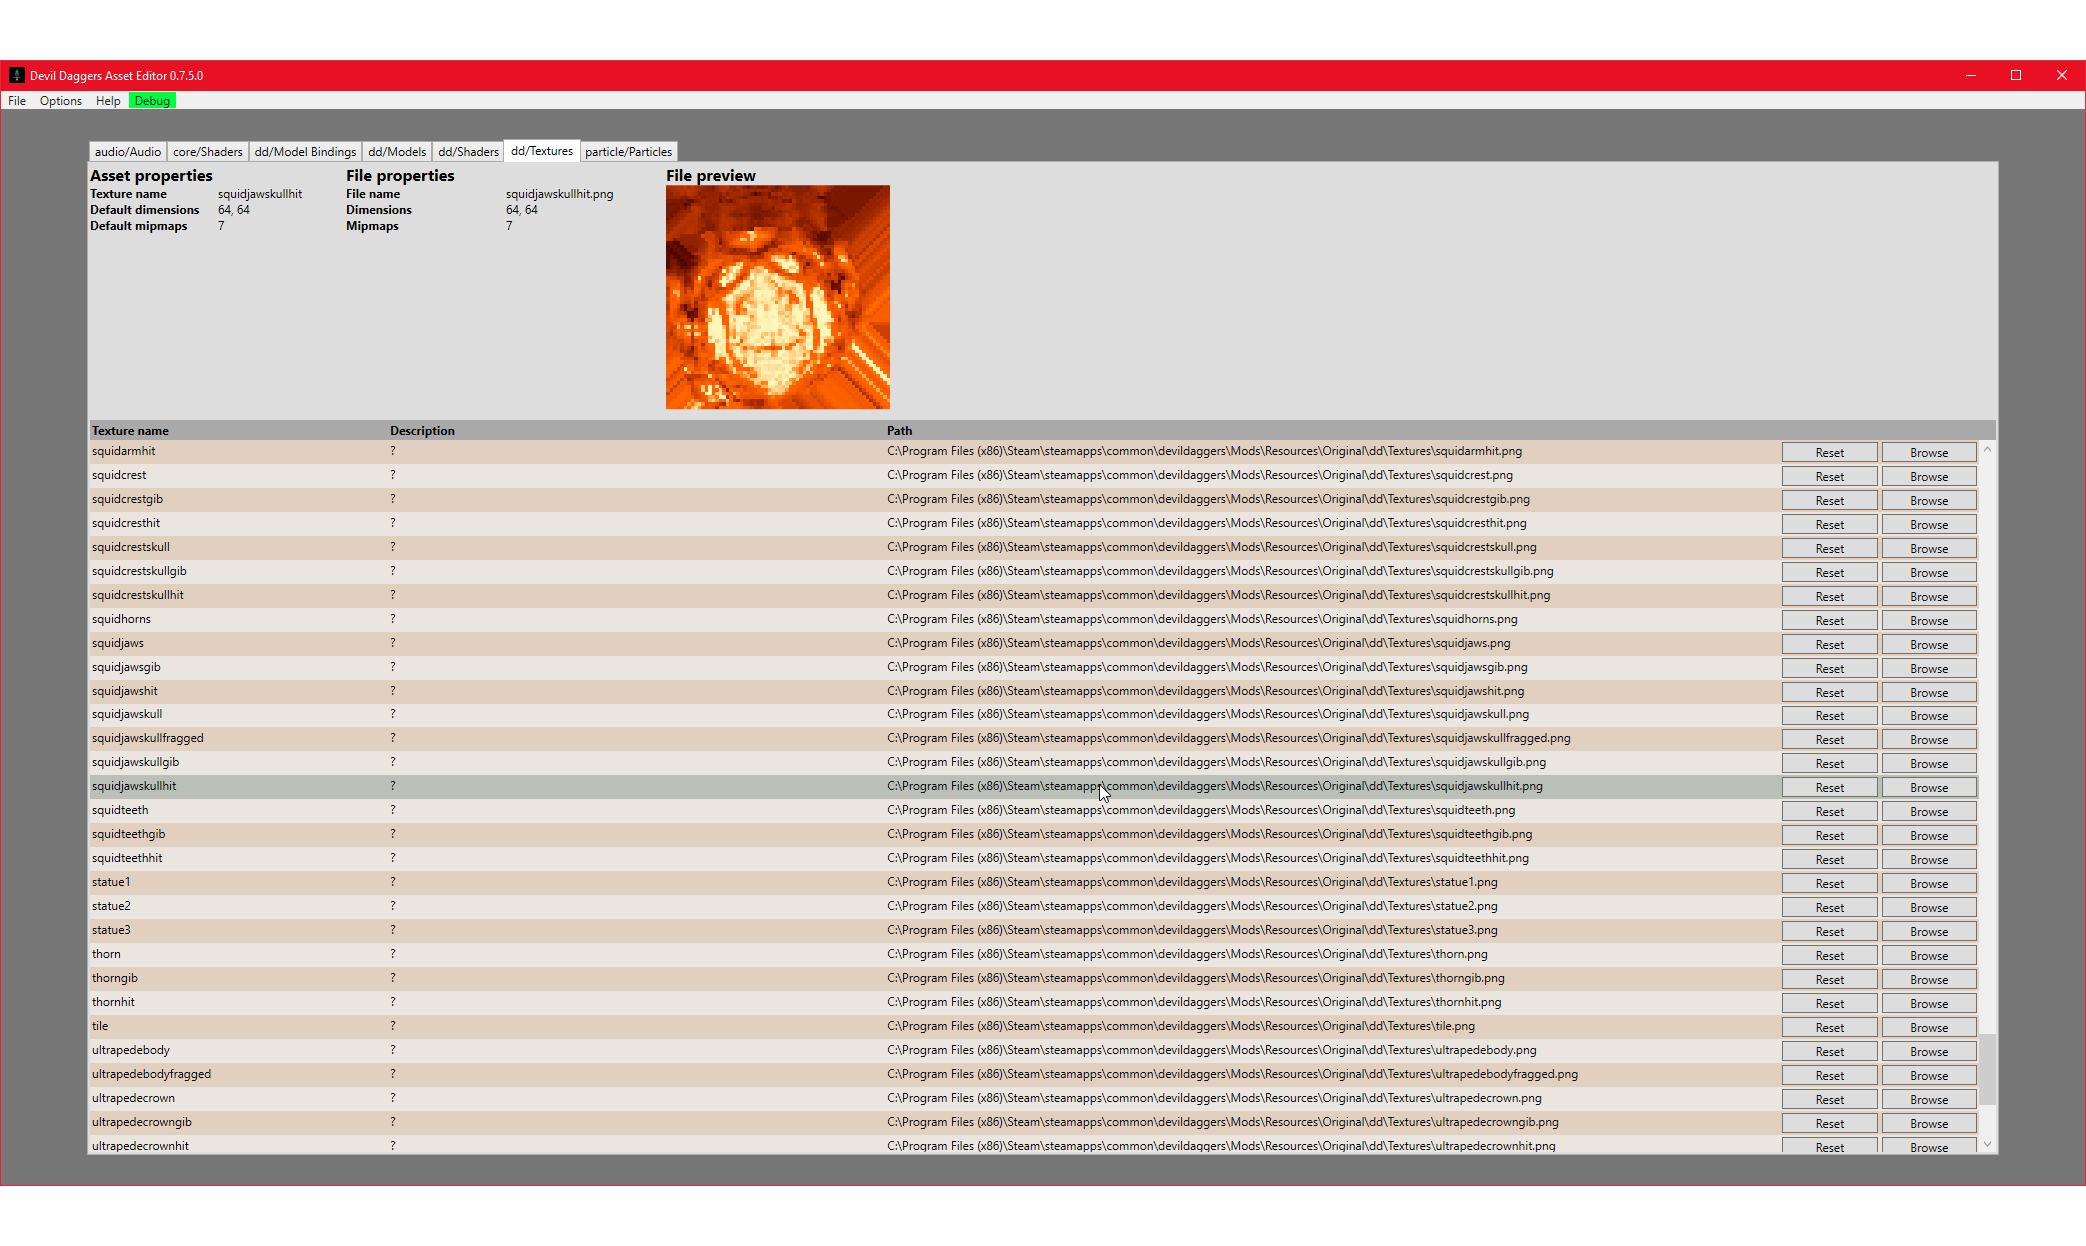 Devil Daggers Asset Editor 0.7.5.0
File Options Help Debug
audio/Audio core/Shaders dd/Model Bindings dd/Models dd/Shaders dd/Textures particle/Particles
Asset properties File properties File preview
Texture name squidjawskullhit File name squidjawskullhit.png
Default dimensions 64, 64 Dimensions 64, 64
Default mipmaps 7 Mipmaps 7
Texture name Description Path
squidarmhit ? C:\Program Files (x86)\Steam\steamapps\common\devildaggers\Mods\Resources\Original\dd\Textures\squidarmhit.png Reset Browse
squidcrest ? C:\Program Files (x86)\Steam\steamapps\common\devildaggers\Mods\Resources\Original\dd\Textures\squidcrest.png Reset Browse
squidcrestgib ? C:\Program Files (x86)\Steam\steamapps\common\devildaggers\Mods\Resources\Original\dd\Textures\squidcrestgib.png Reset Browse
squidcresthit ? C:\Program Files (x86)\Steam\steamapps\common\devildaggers\Mods\Resources\Original\dd\Textures\squidcresthit.png Reset Browse
squidcrestskull ? C:\Program Files (x86)\Steam\steamapps\common\devildaggers\Mods\Resources\Original\dd\Textures\squidcrestskull.png Reset Browse
squidcrestskullgib ? C:\Program Files (x86)\Steam\steamapps\common\devildaggers\Mods\Resources\Original\dd\Textures\squidcrestskullgib.png Reset Browse
squidcrestskullhit ? C:\Program Files (x86)\Steam\steamapps\common\devildaggers\Mods\Resources\Original\dd\Textures\squidcrestskullhit.png Reset Browse
squidhorns ? C:\Program Files (x86)\Steam\steamapps\common\devildaggers\Mods\Resources\Original\dd\Textures\squidhorns.png Reset Browse
squidjaws ? C:\Program Files (x86)\Steam\steamapps\common\devildaggers\Mods\Resources\Original\dd\Textures\squidjaws.png Reset Browse
squidjawsgib ? C:\Program Files (x86)\Steam\steamapps\common\devildaggers\Mods\Resources\Original\dd\Textures\squidjawsgib.png Reset Browse
squidjawshit ? C:\Program Files (x86)\Steam\steamapps\common\devildaggers\Mods\Resources\Original\dd\Textures\squidjawshit.png Reset Browse
squidjawskull ? C:\Program Files (x86)\Steam\steamapps\common\devildaggers\Mods\Resources\Original\dd\Textures\squidjawskull.png Reset Browse
squidjawskullfragged ? C:\Program Files (x86)\Steam\steamapps\common\devildaggers\Mods\Resources\Original\dd\Textures\squidjawskullfragged.png Reset Browse
squidjawskullgib ? C:\Program Files (x86)\Steam\steamapps\common\devildaggers\Mods\Resources\Original\dd\Textures\squidjawskullgib.png Reset Browse
squidjawskullhit ? C:\Program Files (x86)\Steam\steamapps\common\devildaggers\Mods\Resources\Original\dd\Textures\squidjawskullhit.png Reset Browse
squidteeth ? C:\Program Files (x86)\Steam\steamapps\common\devildaggers\Mods\Resources\Original\dd\Textures\squidteeth.png Reset Browse
squidteethgib ? C:\Program Files (x86)\Steam\steamapps\common\devildaggers\Mods\Resources\Original\dd\Textures\squidteethgib.png Reset Browse
squidteethhit ? C:\Program Files (x86)\Steam\steamapps\common\devildaggers\Mods\Resources\Original\dd\Textures\squidteethhit.png Reset Browse
statue1 ? C:\Program Files (x86)\Steam\steamapps\common\devildaggers\Mods\Resources\Original\dd\Textures\statue1.png Reset Browse
statue2 ? C:\Program Files (x86)\Steam\steamapps\common\devildaggers\Mods\Resources\Original\dd\Textures\statue2.png Reset Browse
statue3 ? C:\Program Files (x86)\Steam\steamapps\common\devildaggers\Mods\Resources\Original\dd\Textures\statue3.png Reset Browse
thorn ? C:\Program Files (x86)\Steam\steamapps\common\devildaggers\Mods\Resources\Original\dd\Textures\thorn.png Reset Browse
thorngib ? C:\Program Files (x86)\Steam\steamapps\common\devildaggers\Mods\Resources\Original\dd\Textures\thorngib.png Reset Browse
thornhit ? C:\Program Files (x86)\Steam\steamapps\common\devildaggers\Mods\Resources\Original\dd\Textures\thornhit.png Reset Browse
tile ? C:\Program Files (x86)\Steam\steamapps\common\devildaggers\Mods\Resources\Original\dd\Textures\tile.png Reset Browse
ultrapedebody ? C:\Program Files (x86)\Steam\steamapps\common\devildaggers\Mods\Resources\Original\dd\Textures\ultrapedebody.png Reset Browse
ultrapedebodyfragged ? C:\Program Files (x86)\Steam\steamapps\common\devildaggers\Mods\Resources\Original\dd\Textures\ultrapedebodyfragged.png Reset Browse
ultrapedecrown ? C:\Program Files (x86)\Steam\steamapps\common\devildaggers\Mods\Resources\Original\dd\Textures\ultrapedecrown.png Reset Browse
ultrapedecrowngib ? C:\Program Files (x86)\Steam\steamapps\common\devildaggers\Mods\Resources\Original\dd\Textures\ultrapedecrowngib.png Reset Browse
ultrapedecrownhit ? C:\Program Files (x86)\Steam\steamapps\common\devildaggers\Mods\Resources\Original\dd\Textures\ultrapedecrownhit.png Reset Browse